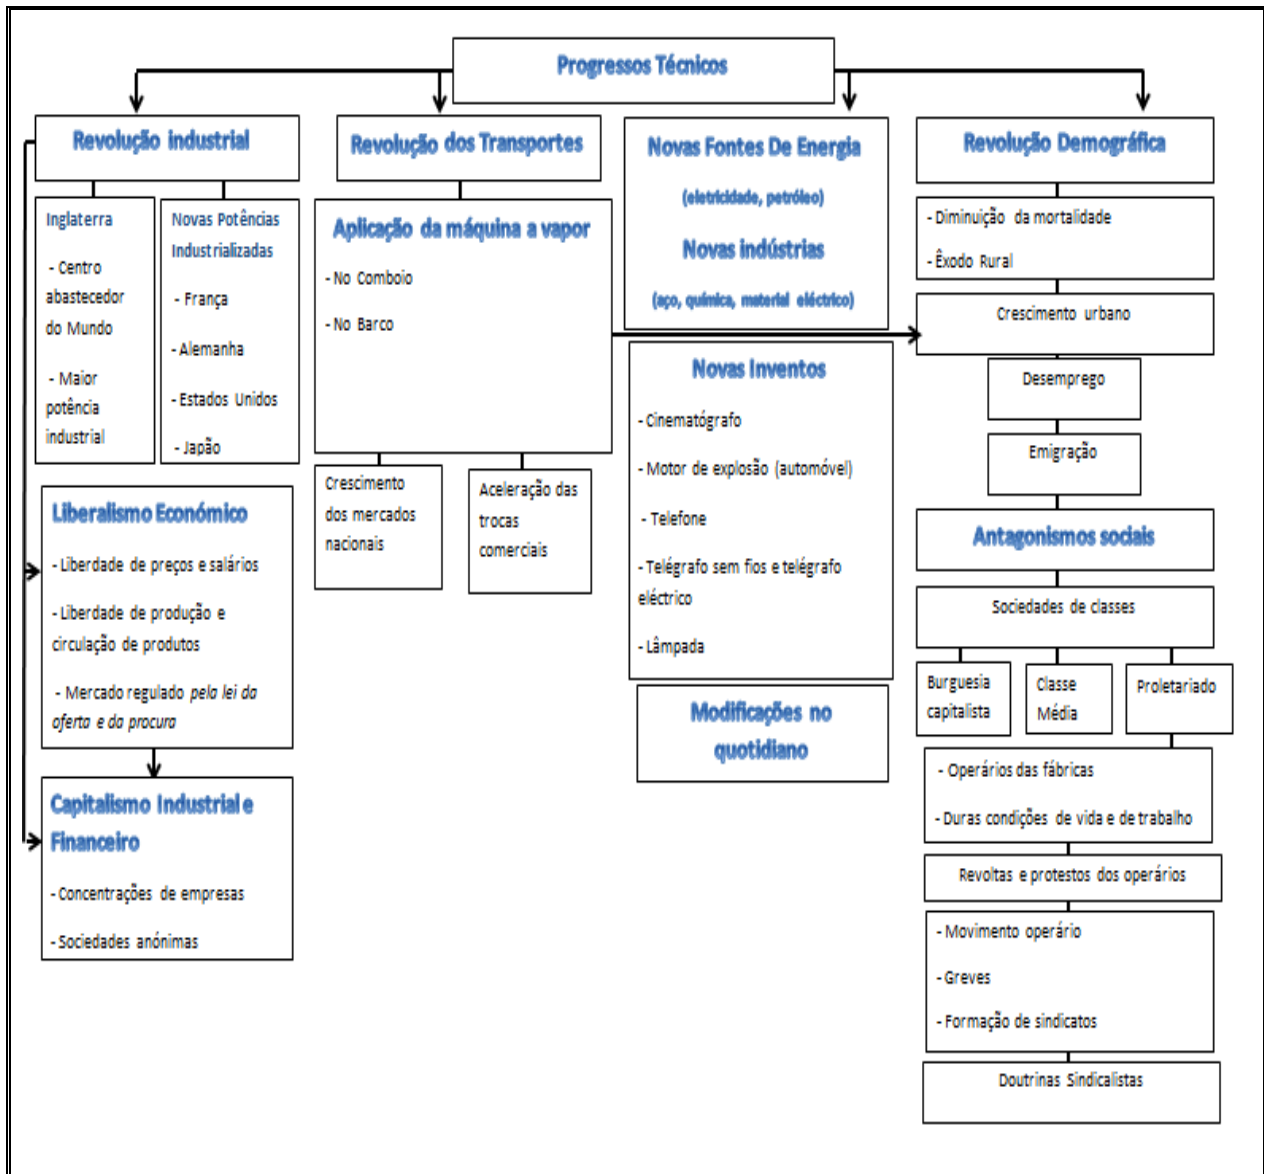 Progressos Técnicos
Revolução industrial
Inglaterra
- Centro
abastecedor
do Mundo
- Maior
potência
industrial
Novas Potências
Industrializadas
- França
- Alemanha
- Estados Unidos
- Japão
Liberalismo Económico
- Liberdade de preços e salários
- Liberdade de produção e
circulação de produtos
- Mercado regulado pela lei da
oferta e da procura
Capitalismo Industrial e
Financeiro
- Concentrações de empresas
- Sociedades anónimas
Revolução dos Transportes
Aplicação da máquina a vapor
- No Comboio
- No Barco
Crescimento
dos mercados
nacionais
Aceleração das
trocas
comerciais
Novas Fontes De Energia
(eletricidade, petróleo)
Novas indústrias
(aço, química, material eléctrico)
Novas Inventos
- Cinematógrafo
- Motor de explosão (automóvel)
- Telefone
- Telégrafo sem fios e telégrafo
eléctrico
- Lâmpada
Modificações no
quotidiano
Revolução Demográfica
- Diminuição da mortalidade
- Êxodo Rural
Crescimento urbano
Desemprego
Emigração
Antagonismos sociais
Sociedades de classes
Burguesia
capitalista
Classe
Média
Proletariado
- Operários das fábricas
- Duras condições de vida e de trabalho
Revoltas e protestos dos operários
- Movimento operário
- Greves
- Formação de sindicatos
Doutrinas Sindicalistas